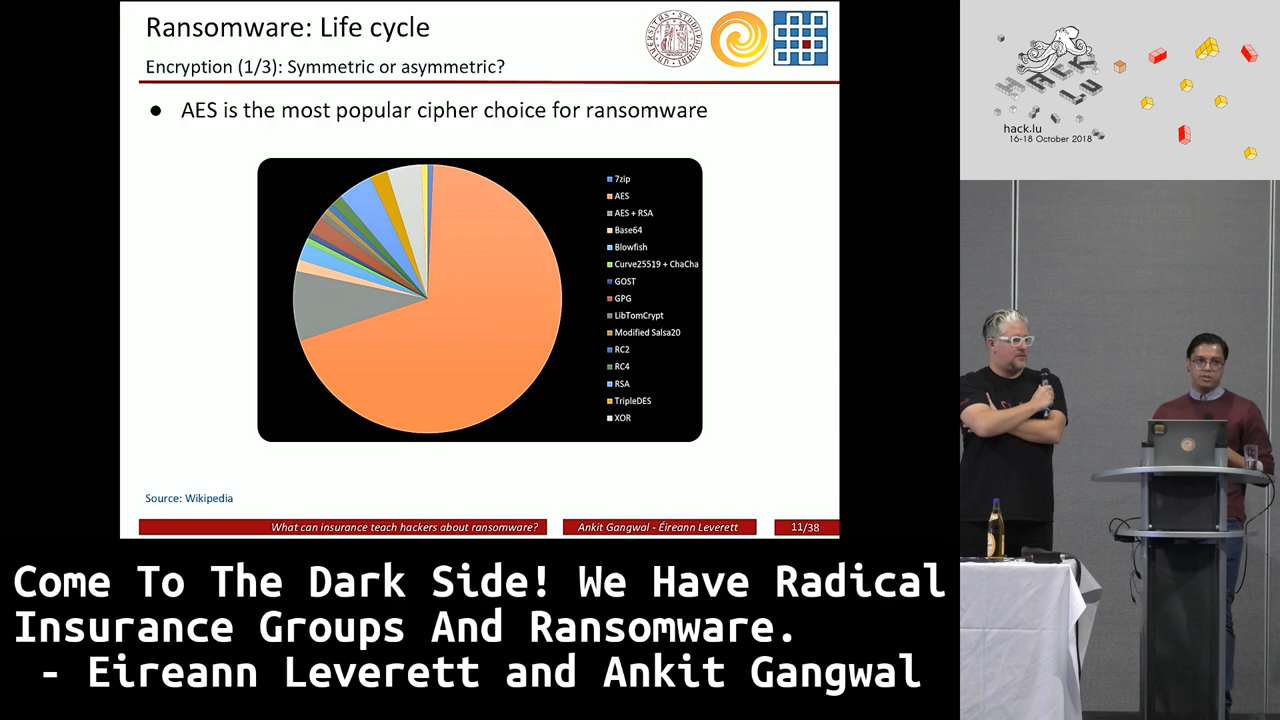 Ransomware: Life cycle
Encryption (1/3): Symmetric or asymmetric?
● AES is the most popular cipher choice for ransomware
7zip
AES
AES + RSA
Base64
Blowfish
Curve25519 + ChaCha
GOST
GPG
LibTomCrypt
Modified Salsa20
RC2
RC4
RSA
TripleDES
XOR
Source: Wikipedia
What can insurance teach hackers about ransomware?
Ankit Gangwal - Éireann Leverett
11/38
HACK
LU
hack.lu
16-18 October 2018
Come To The Dark Side! We Have Radical
Insurance Groups And Ransomware.
- Eireann Leverett and Ankit Gangwal